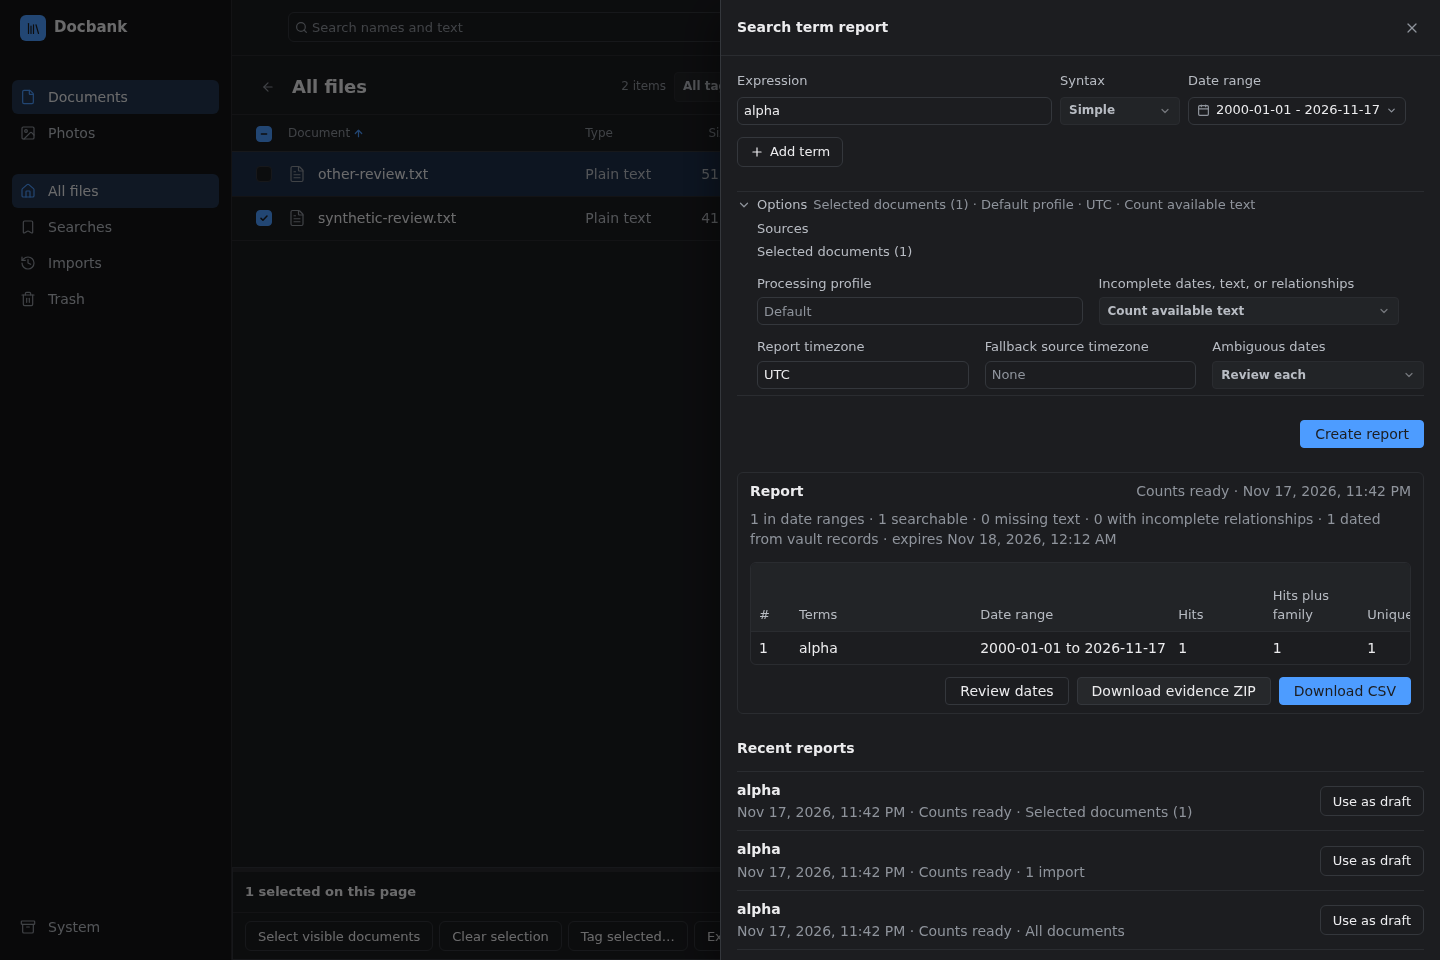 Docbank
Search names and text
Documents
Photos
All files
Searches
Imports
Trash
System
All files
2 items
Document
Type
other-review.txt
Plain text
51
synthetic-review.txt
Plain text
41
1 selected on this page
Select visible documents
Clear selection
Tag selected...
Search term report
Expression
Syntax
Date range
alpha
Simple
2000-01-01 - 2026-11-17
Add term
Options Selected documents (1) · Default profile · UTC · Count available text
Sources
Selected documents (1)
Processing profile
Incomplete dates, text, or relationships
Default
Count available text
Report timezone
Fallback source timezone
Ambiguous dates
UTC
None
Review each
Create report
Report
Counts ready · Nov 17, 2026, 11:42 PM
1 in date ranges · 1 searchable · 0 missing text · 0 with incomplete relationships · 1 dated
from vault records · expires Nov 18, 2026, 12:12 AM
# Terms Date range Hits Hits plus family Unique
1 alpha 2000-01-01 to 2026-11-17 1 1 1
Review dates
Download evidence ZIP
Download CSV
Recent reports
alpha
Nov 17, 2026, 11:42 PM · Counts ready · Selected documents (1)
Use as draft
alpha
Nov 17, 2026, 11:42 PM · Counts ready · 1 import
Use as draft
alpha
Nov 17, 2026, 11:42 PM · Counts ready · All documents
Use as draft